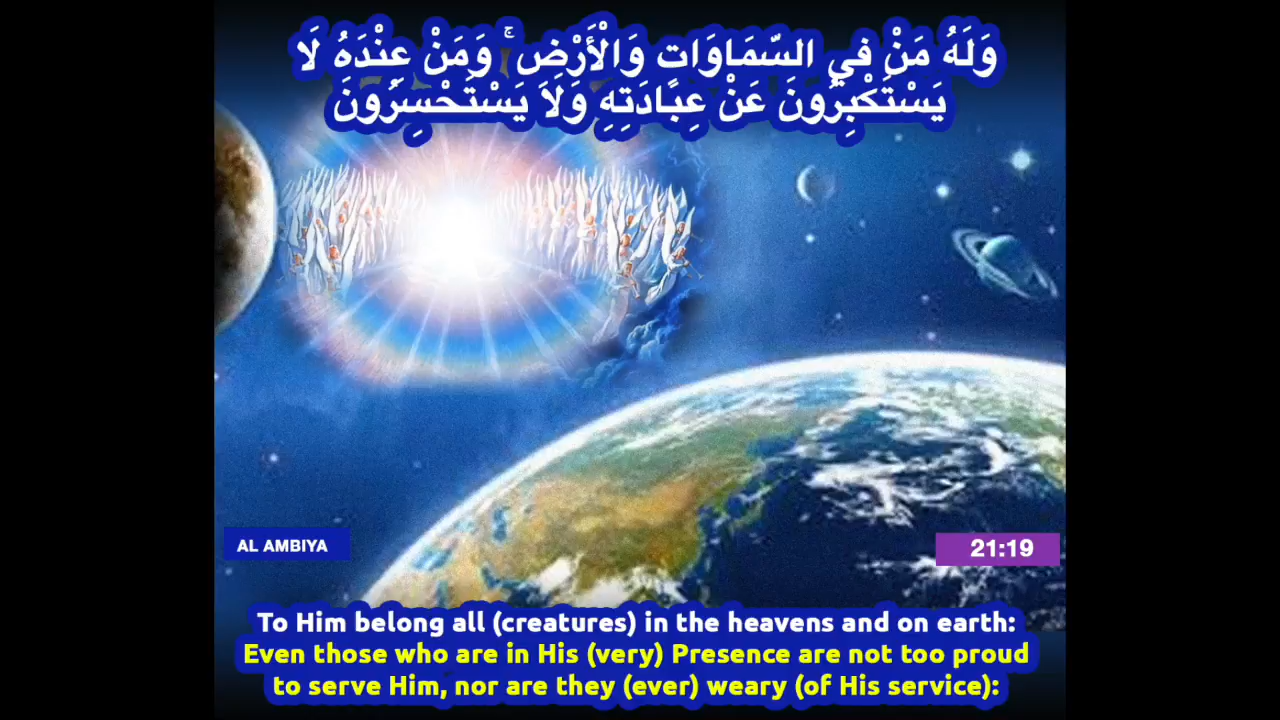 وَلَهُ مَنْ فِي السَّمَاوَاتِ وَالْأَرْضِ ۚ وَمَنْ عِنْدَهُ لَا
يَسْتَكْبِرُونَ عَنْ عِبَادَتِهِ وَلَا يَسْتَحْسِرُونَ
AL AMBIYA
21:19
To Him belong all (creatures) in the heavens and on earth:
Even those who are in His (very) Presence are not too proud
to serve Him, nor are they (ever) weary (of His service):